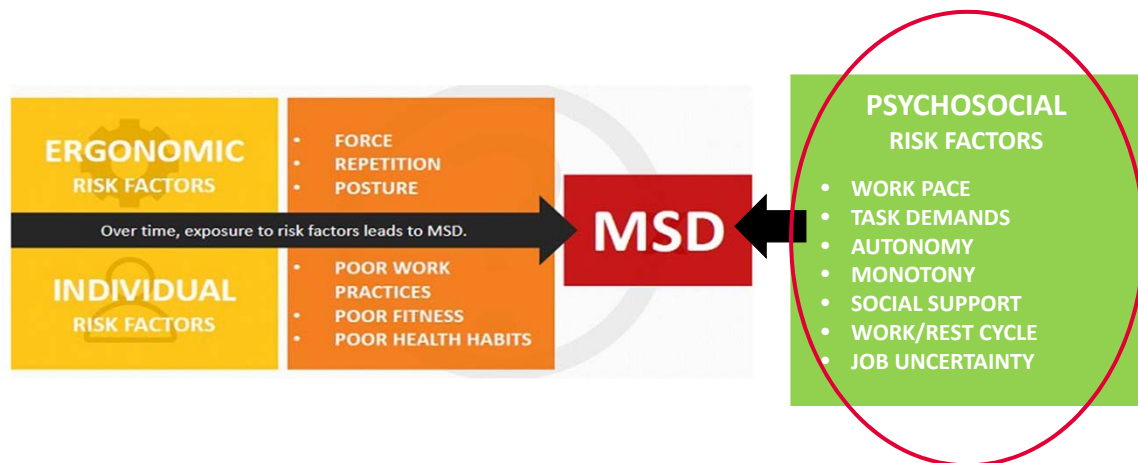 ERGONOMIC
RISK FACTORS
• FORCE
• REPETITION
• POSTURE
Over time, exposure to risk factors leads to MSD.
INDIVIDUAL
RISK FACTORS
• POOR WORK
PRACTICES
• POOR FITNESS
• POOR HEALTH HABITS
MSD
PSYCHOSOCIAL
RISK FACTORS
• WORK PACE
• TASK DEMANDS
• AUTONOMY
• MONOTONY
• SOCIAL SUPPORT
• WORK/REST CYCLE
• JOB UNCERTAINTY